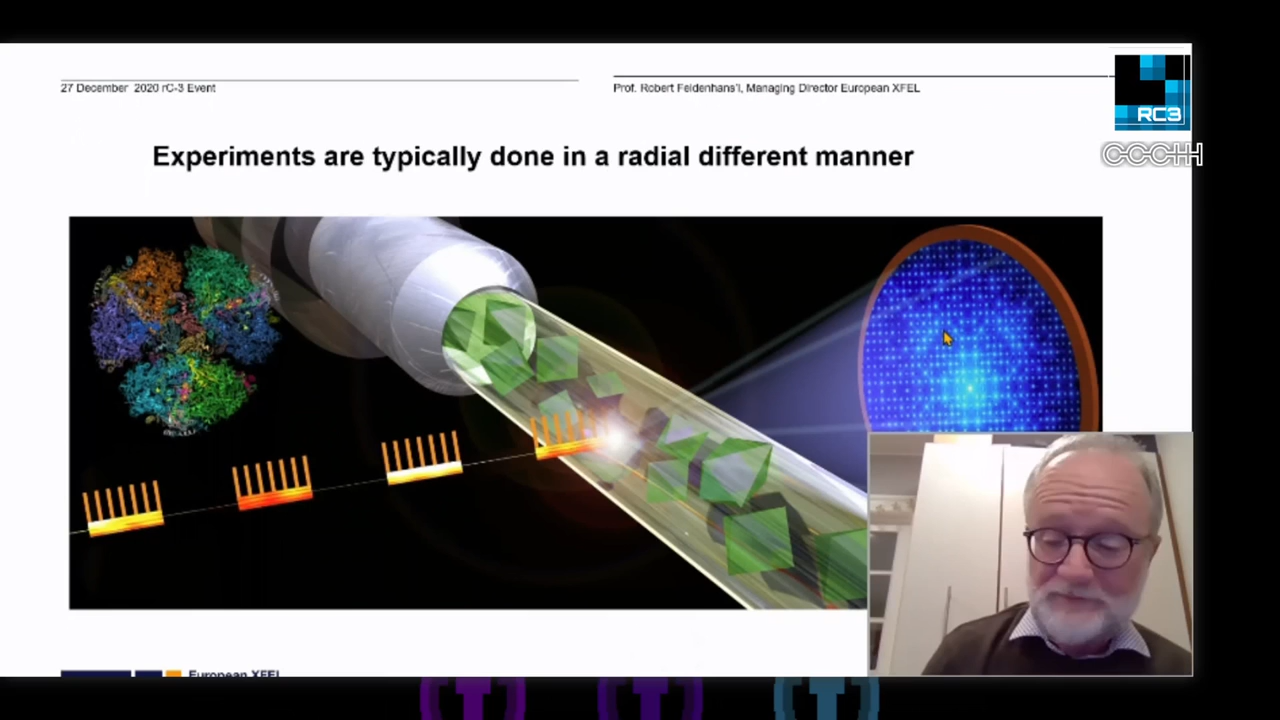 27 December 2020 rC-3 Event
Prof. Robert Feidenhans'l, Managing Director European XFEL
RC3
CCCHH
Experiments are typically done in a radial different manner
European XFEL